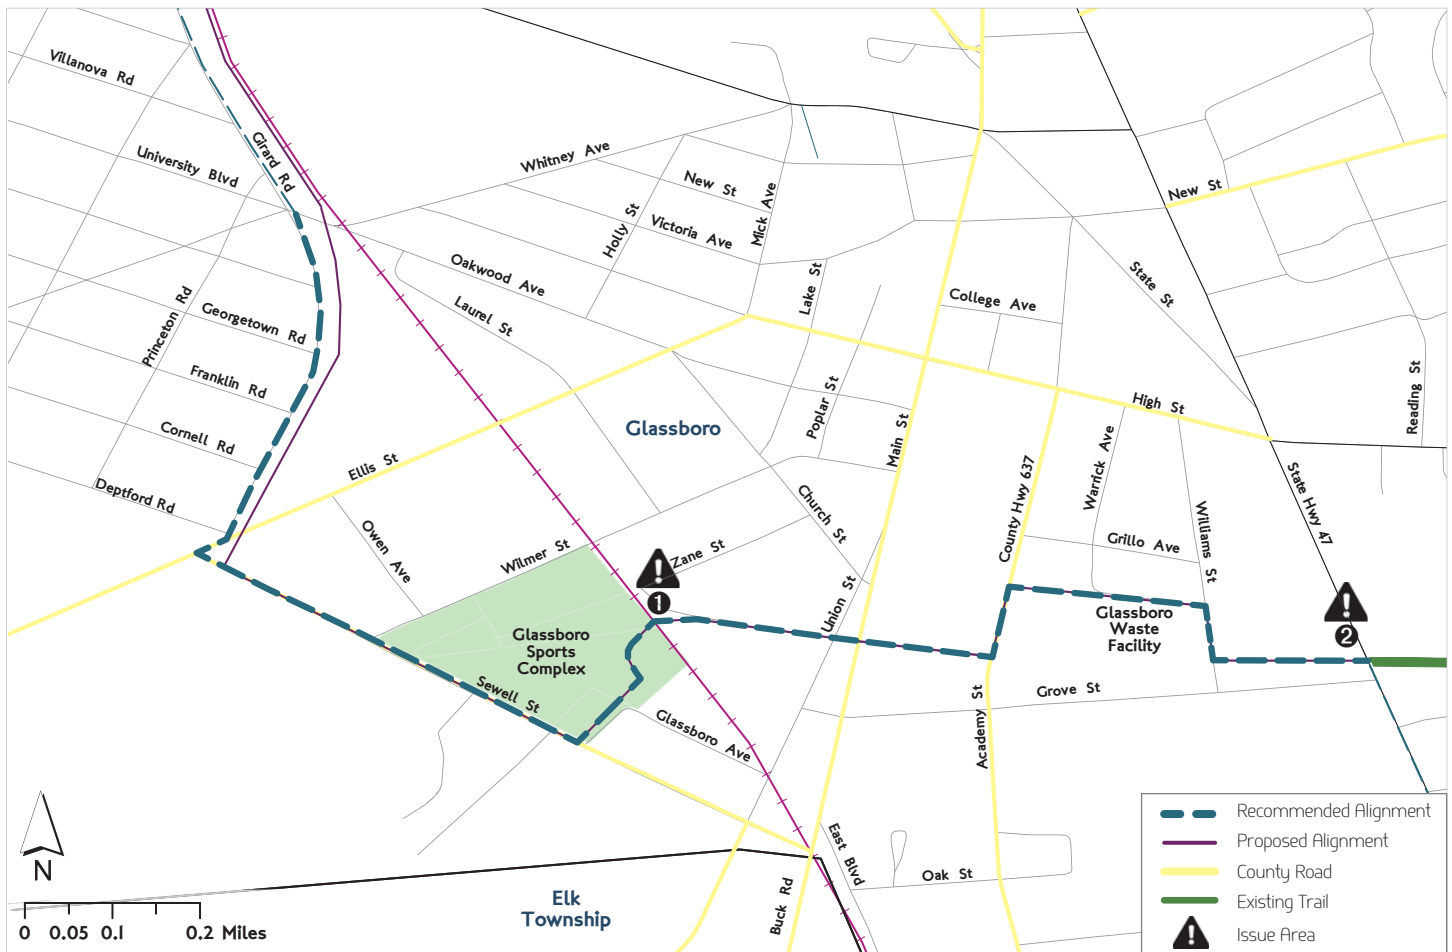 Villanova Rd
University Blvd
Girard Rd
Whitney Ave
New St
Holly St
Victoria Ave
Mick Ave
New St
Oakwood Ave
Laurel St
Lake St
College Ave
State St
Princeton Rd
Georgetown Rd
Franklin Rd
Cornell Rd
Deptford Rd
Ellis St
Glassboro
Poplar St
Main St
High St
Reading St
Warrick Ave
County Hwy 637
Williams St
State Hwy 47
Owen Ave
Wilmer St
Zane St
Church St
Grillo Ave
Union St
1
2
Glassboro
Sports
Complex
Glassboro
Waste
Facility
Sewell St
Glassboro Ave
Grove St
Academy St
East Blvd
Buck Rd
Oak St
Elk
Township
N
0 0.05 0.1 0.2 Miles
Recommended Alignment
Proposed Alignment
County Road
Existing Trail
Issue Area